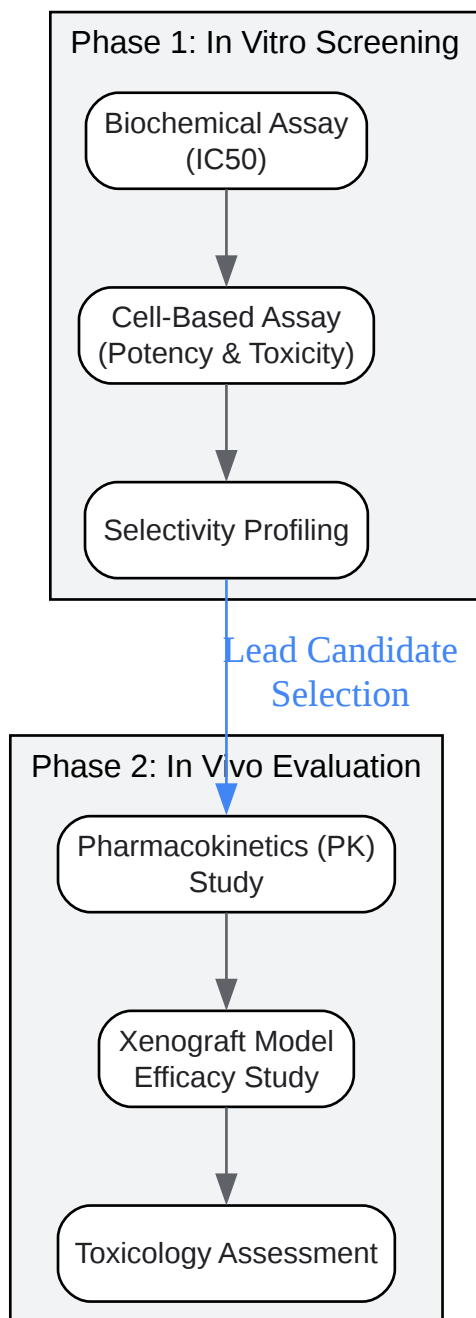 Phase 1: In Vitro Screening
Biochemical Assay
(IC50)
Cell-Based Assay
(Potency & Toxicity)
Selectivity Profiling
Lead Candidate
Selection
Phase 2: In Vivo Evaluation
Pharmacokinetics (PK)
Study
Xenograft Model
Efficacy Study
Toxicology Assessment